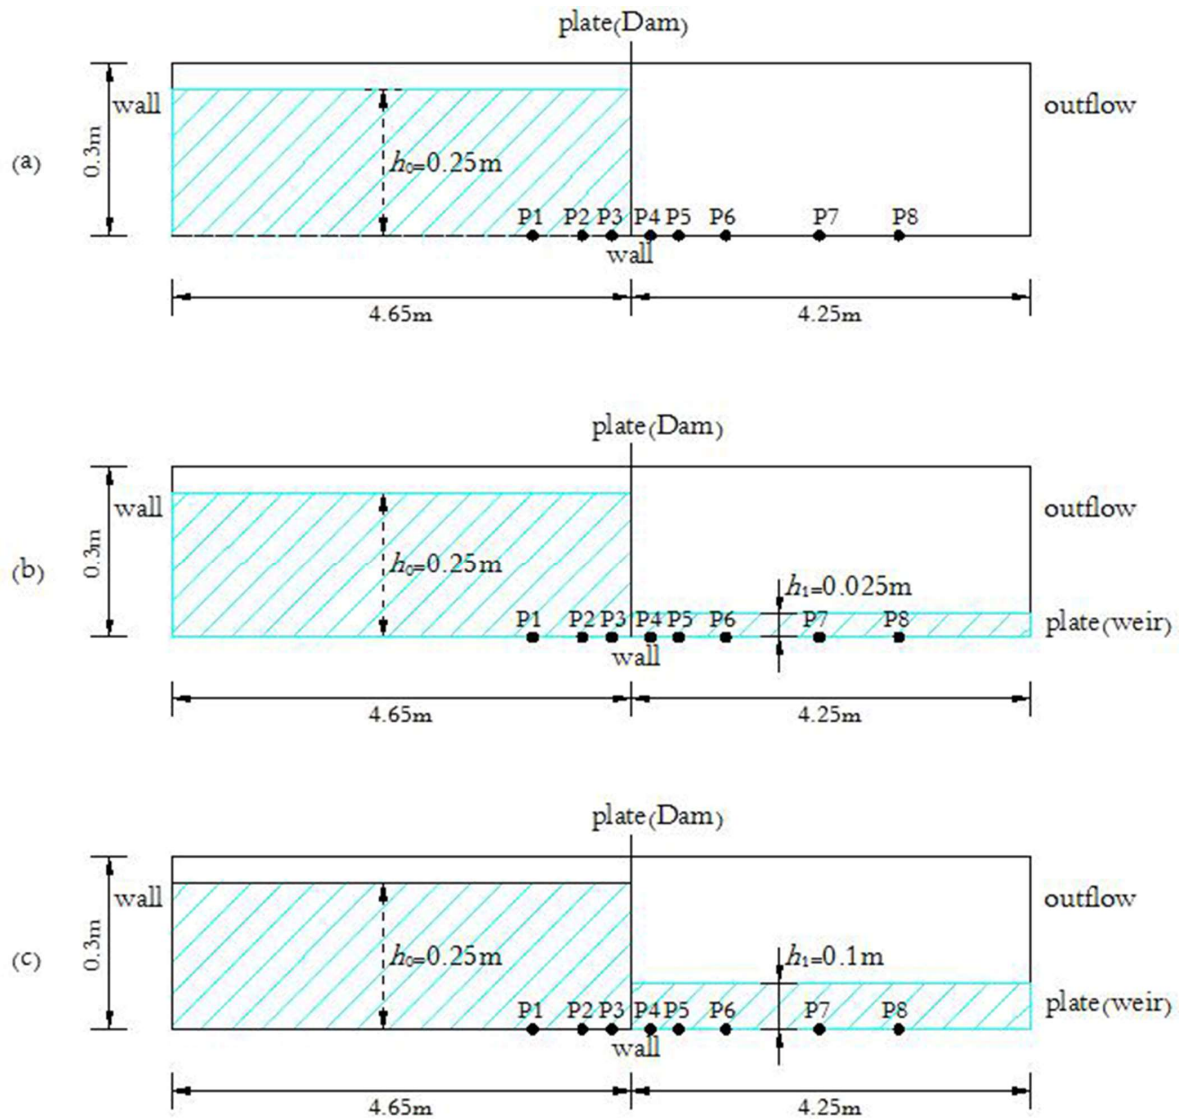 plate(Dam)
wall
outflow
0.3m
(a)
h₀=0.25m
P1 P2 P3 P4 P5 P6 P7 P8
wall
4.65m 4.25m
plate(Dam)
wall
outflow
0.3m
(b)
h₀=0.25m
h₁=0.025m
P1 P2 P3 P4 P5 P6 P7 P8
plate(weir)
wall
4.65m 4.25m
plate(Dam)
wall
outflow
0.3m
(c)
h₀=0.25m
h₁=0.1m
P1 P2 P3 P4 P5 P6 P7 P8
plate(weir)
wall
4.65m 4.25m